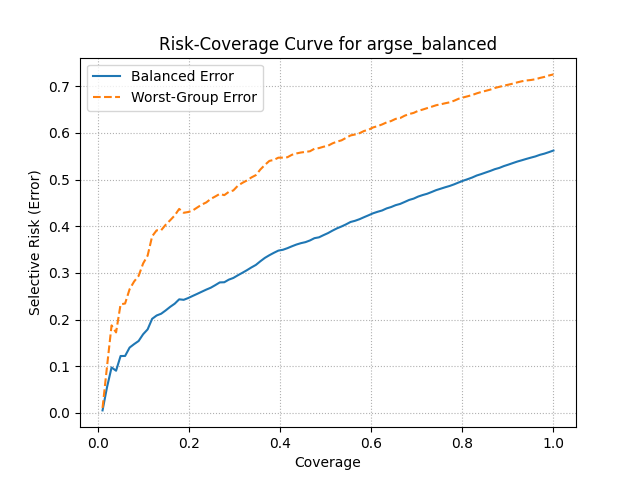 Risk-Coverage Curve for argse_balanced
Balanced Error
Worst-Group Error
Selective Risk (Error)
0.7
0.6
0.5
0.4
0.3
0.2
0.1
0.0
0.0 0.2 0.4 0.6 0.8 1.0
Coverage